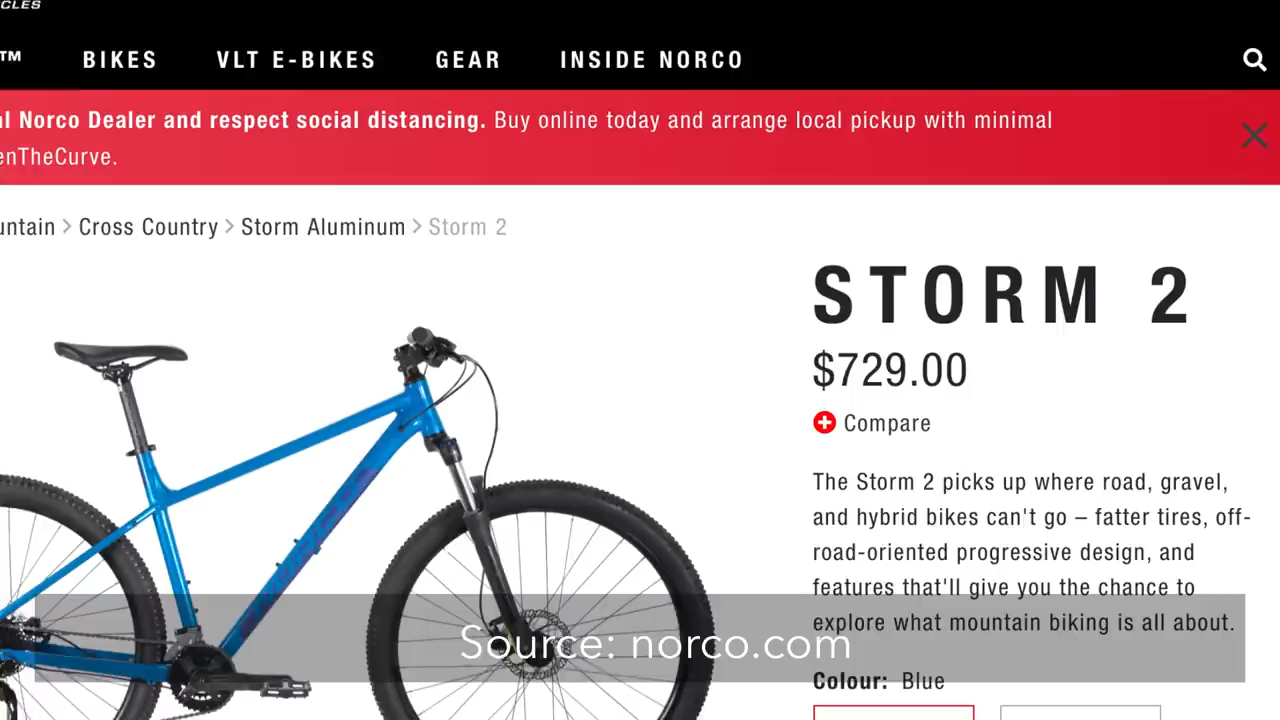 CLES
™ BIKES VLT E-BIKES GEAR INSIDE NORCO
al Norco Dealer and respect social distancing. Buy online today and arrange local pickup with minimal
enTheCurve.
untain > Cross Country > Storm Aluminum > Storm 2
STORM 2
$729.00
Compare
The Storm 2 picks up where road, gravel,
and hybrid bikes can't go – fatter tires, off-
road-oriented progressive design, and
features that'll give you the chance to
explore what mountain biking is all about.
Source: norco.com
Colour: Blue